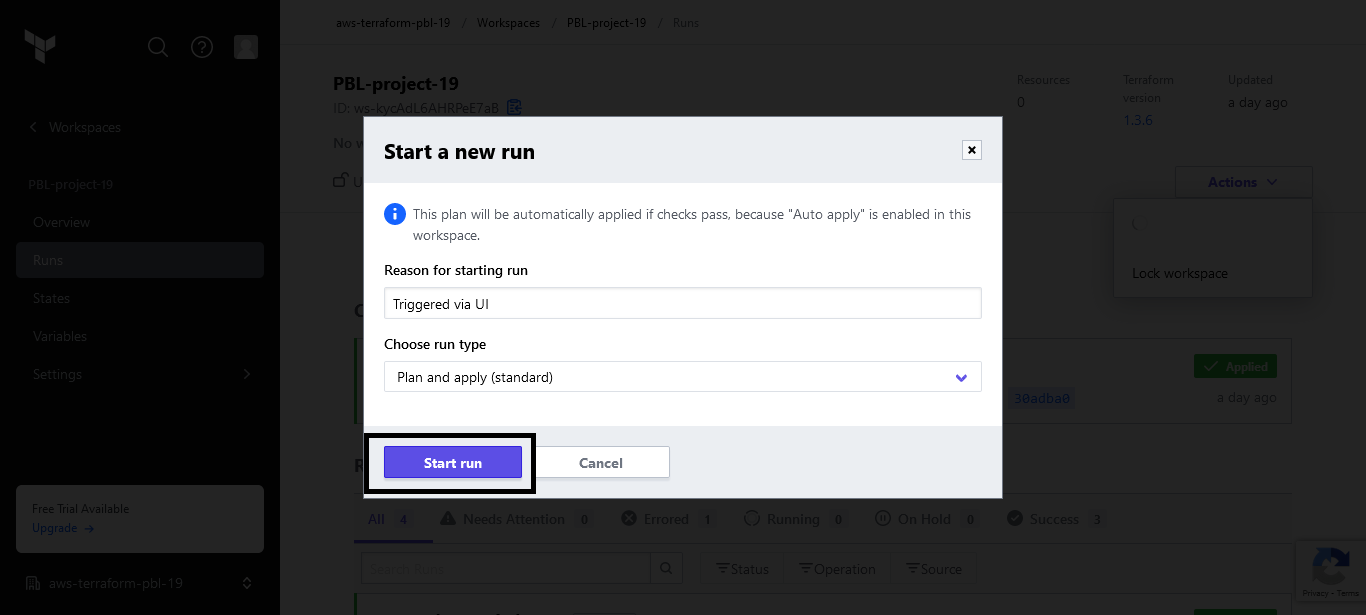 aws-terraform-pbl-19 / Workspaces / PBL-project-19 / Runs
PBL-project-19
ID: ws-kycAdL6AHRPeE7aB
No w
Resources
0
Terraform version
1.3.6
Updated
a day ago
Actions
Lock workspace
Workspaces
PBL-project-19
Overview
Runs
States
Variables
Settings
Free Trial Available
Upgrade →
aws-terraform-pbl-19
Start a new run
This plan will be automatically applied if checks pass, because "Auto apply" is enabled in this
workspace.
Reason for starting run
Triggered via UI
Choose run type
Plan and apply (standard)
Start run
Cancel
Applied
30adba0
a day ago
All 4
Needs Attention 0
Errored 1
Running 0
On Hold 0
Success 3
Search Runs
Status
Operation
Source
Privacy - Terms